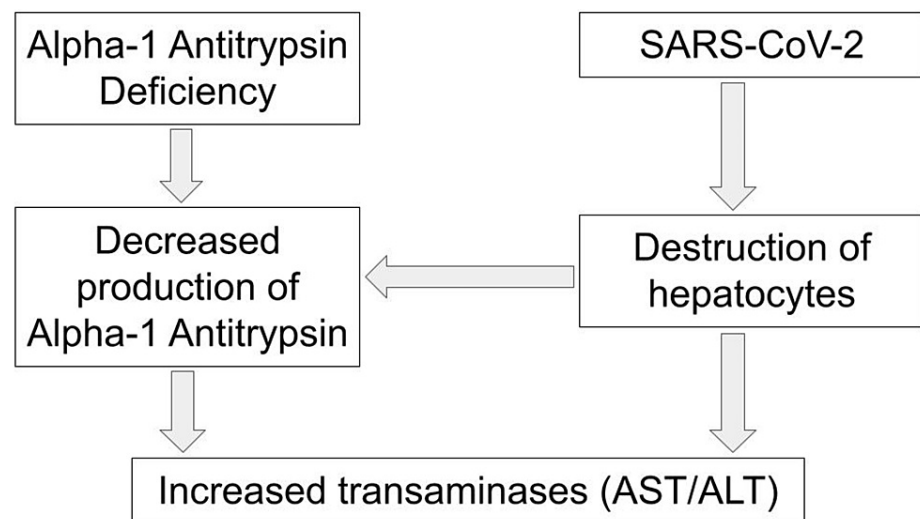 Alpha-1 Antitrypsin
Deficiency
SARS-CoV-2
Decreased
production of
Alpha-1 Antitrypsin
Destruction of
hepatocytes
Increased transaminases (AST/ALT)